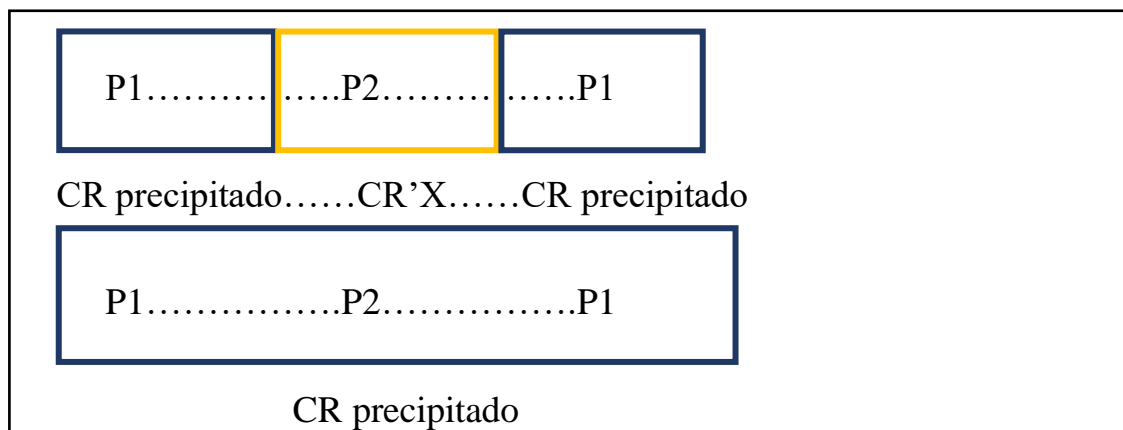 P1……………..P2……………..P1
CR precipitado……CR’X……CR precipitado
P1……………..P2……………..P1
CR precipitado